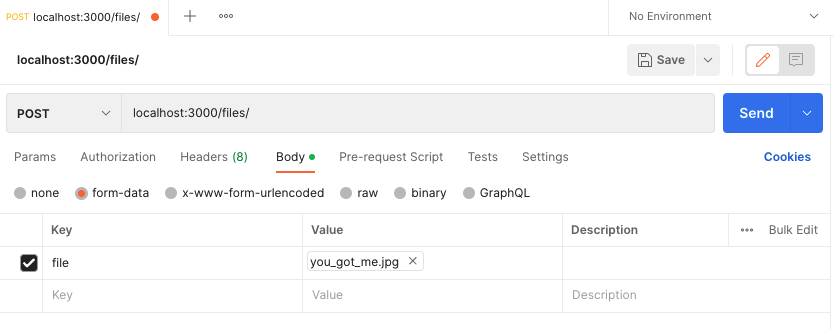 POST localhost:3000/files/ No Environment
localhost:3000/files/ Save
POST localhost:3000/files/ Send
Params Authorization Headers (8) Body Pre-request Script Tests Settings Cookies
none form-data x-www-form-urlencoded raw binary GraphQL
Key Value Description Bulk Edit
file you_got_me.jpg
Key Value Description